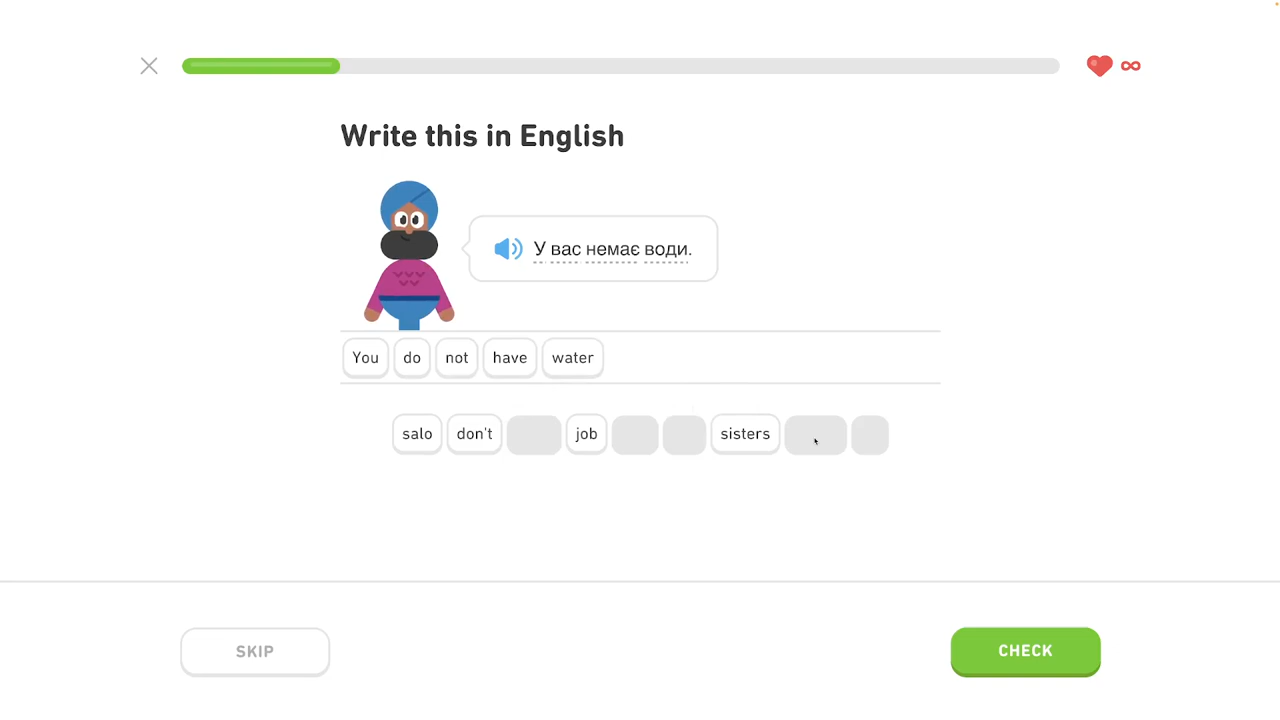 ∞
Write this in English
У вас немає води.
You do not have water
salo don't job sisters
SKIP CHECK